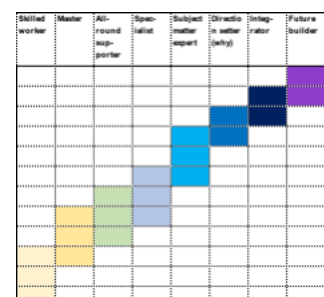 Skilled
worker
Master
All-
round
sup-
porter
Spec-
ialist
Subject
matter
expert
Directio
n setter
(why)
Integ-
rator
Future
builder